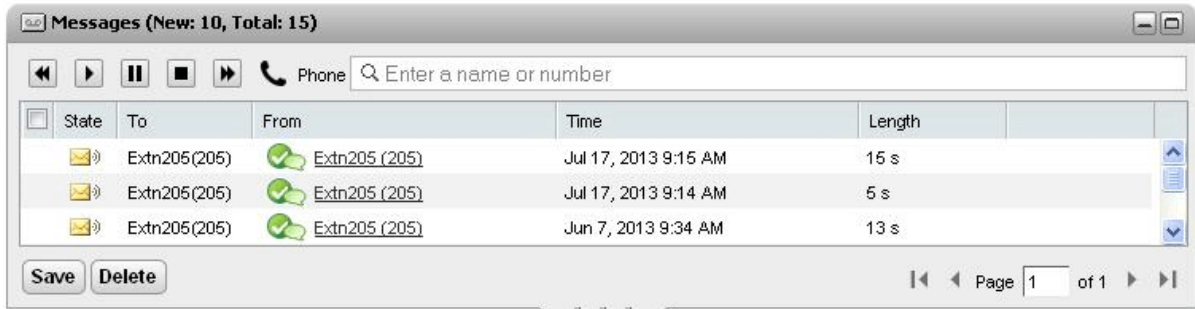 Messages (New: 10, Total: 15)
Phone Enter a name or number
State To From Time Length
Extn205(205) Extn205 (205) Jul 17, 2013 9:15 AM 15 s
Extn205(205) Extn205 (205) Jul 17, 2013 9:14 AM 5 s
Extn205(205) Extn205 (205) Jun 7, 2013 9:34 AM 13 s
Save Delete Page 1 of 1